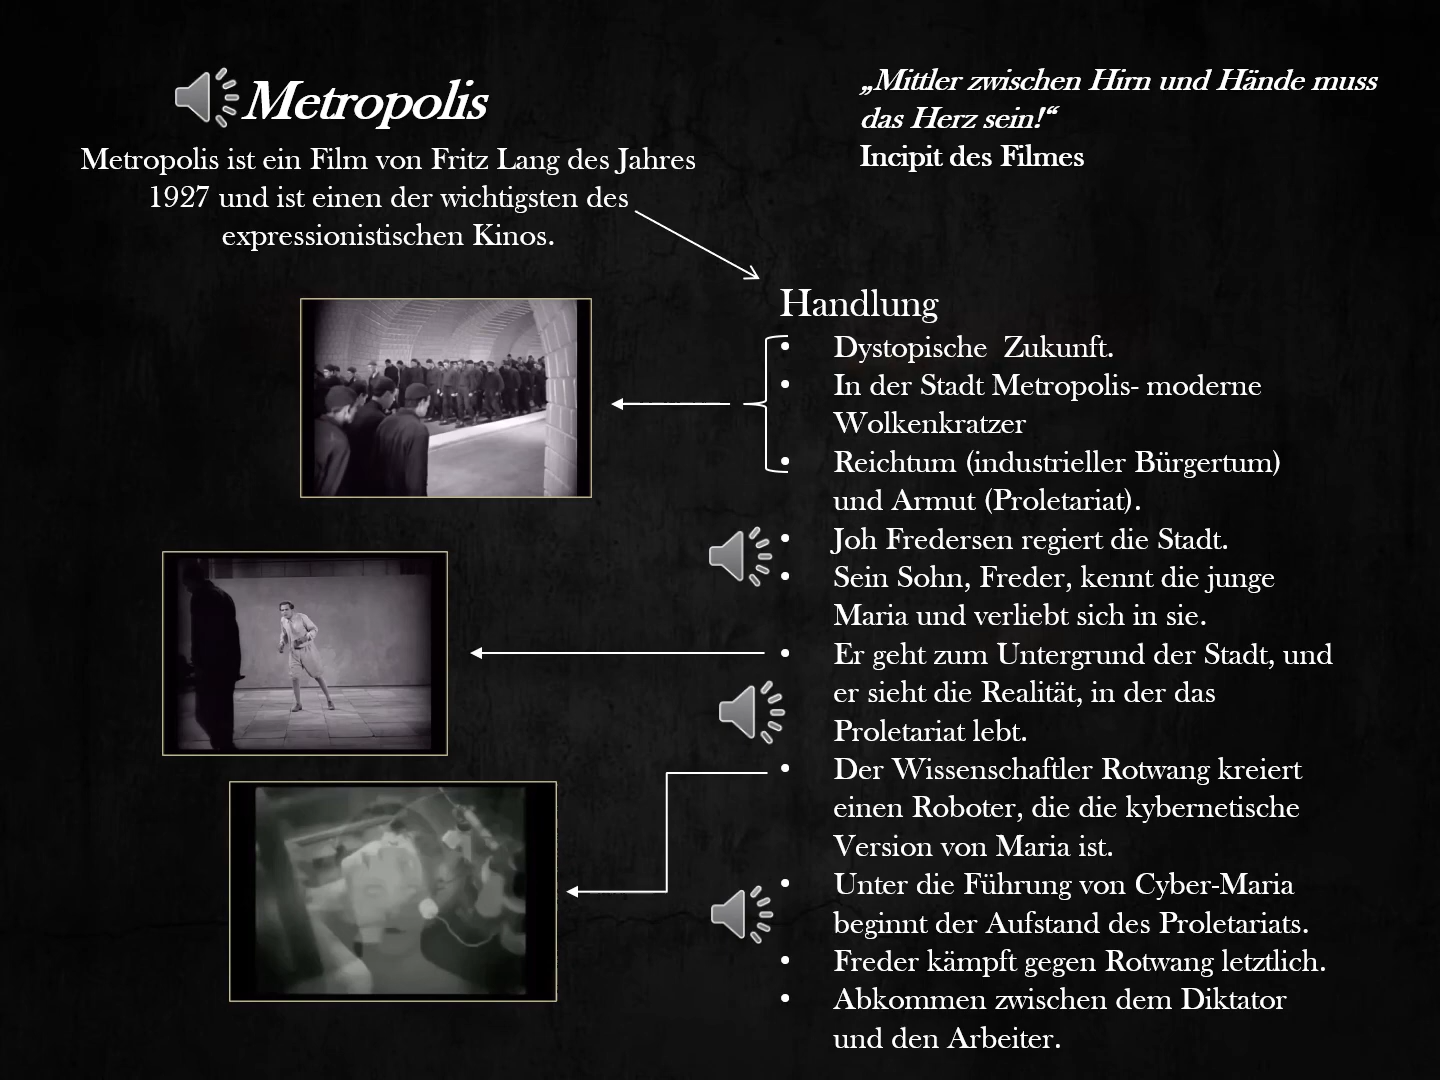 Metropolis
Metropolis ist ein Film von Fritz Lang des Jahres
1927 und ist einen der wichtigsten des
expressionistischen Kinos.
„Mittler zwischen Hirn und Hände muss
das Herz sein!“
Incipit des Filmes
Handlung
• Dystopische  Zukunft.
• In der Stadt Metropolis- moderne
Wolkenkratzer
• Reichtum (industrieller Bürgertum)
und Armut (Proletariat).
• Joh Fredersen regiert die Stadt.
• Sein Sohn, Freder, kennt die junge
Maria und verliebt sich in sie.
• Er geht zum Untergrund der Stadt, und
er sieht die Realität, in der das
Proletariat lebt.
• Der Wissenschaftler Rotwang kreiert
einen Roboter, die die kybernetische
Version von Maria ist.
• Unter die Führung von Cyber-Maria
beginnt der Aufstand des Proletariats.
• Freder kämpft gegen Rotwang letztlich.
• Abkommen zwischen dem Diktator
und den Arbeiter.